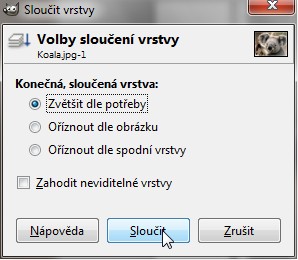 Sloučit vrstvy
Volby sloučení vrstvy
Koala.jpg-1
Konečná, sloučená vrstva:
Zvětšit dle potřeby
Oříznout dle obrázku
Oříznout dle spodní vrstvy
Zahodit neviditelné vrstvy
Nápověda Sloučit Zrušit